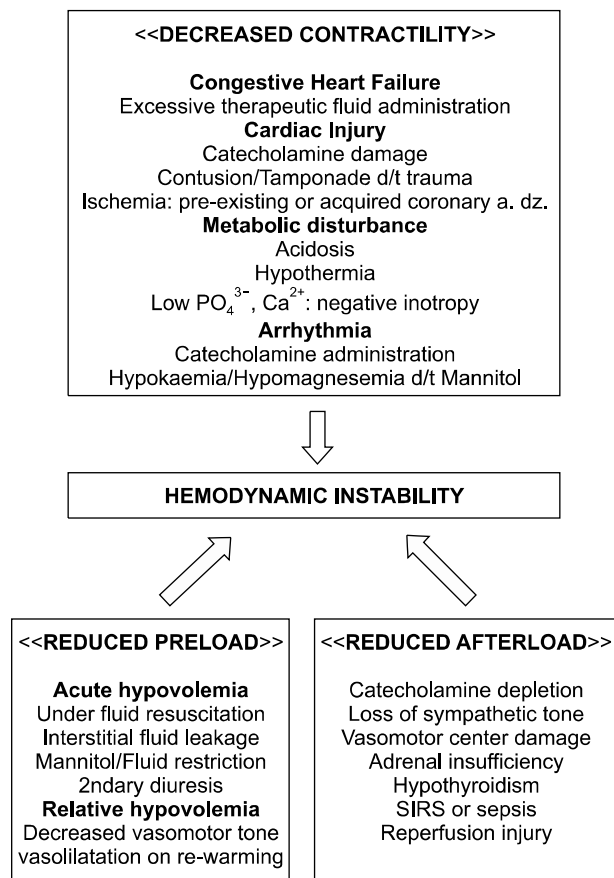 <<DECREASED CONTRACTILITY>>
Congestive Heart Failure
Excessive therapeutic fluid administration
Cardiac Injury
Catecholamine damage
Contusion/Tamponade d/t trauma
Ischemia: pre-existing or acquired coronary a. dz.
Metabolic disturbance
Acidosis
Hypothermia
Low PO₄³⁻, Ca²⁺: negative inotropy
Arrhythmia
Catecholamine administration
Hypokaemia/Hypomagnesemia d/t Mannitol
HEMODYNAMIC INSTABILITY
<<REDUCED PRELOAD>>
Acute hypovolemia
Under fluid resuscitation
Interstitial fluid leakage
Mannitol/Fluid restriction
2ndary diuresis
Relative hypovolemia
Decreased vasomotor tone
vasolilatation on re-warming
<<REDUCED AFTERLOAD>>
Catecholamine depletion
Loss of sympathetic tone
Vasomotor center damage
Adrenal insufficiency
Hypothyroidism
SIRS or sepsis
Reperfusion injury